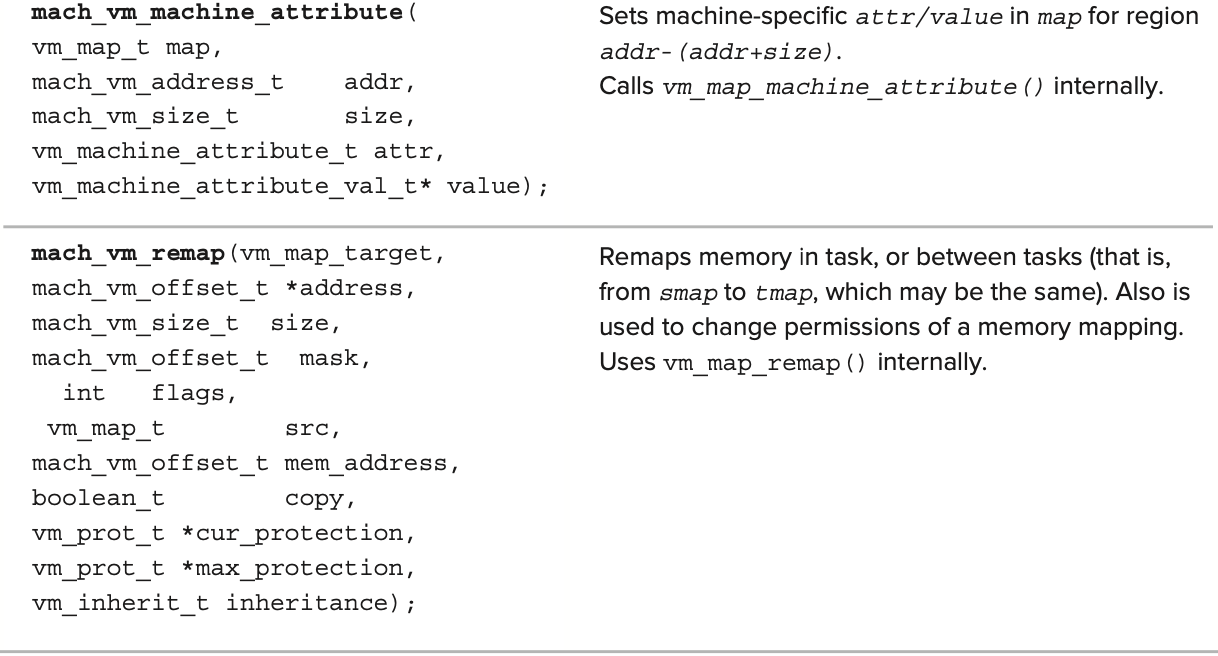 mach_vm_machine_attribute(
vm_map_t map,
mach_vm_address_t    addr,
mach_vm_size_t       size,
vm_machine_attribute_t attr,
vm_machine_attribute_val_t* value);
Sets machine-specific attr/value in map for region
addr-(addr+size).
Calls vm_map_machine_attribute() internally.
mach_vm_remap(vm_map_target,
mach_vm_offset_t *address,
mach_vm_size_t  size,
mach_vm_offset_t  mask,
  int   flags,
 vm_map_t        src,
mach_vm_offset_t mem_address,
boolean_t        copy,
vm_prot_t *cur_protection,
vm_prot_t *max_protection,
vm_inherit_t inheritance);
Remaps memory in task, or between tasks (that is,
from smap to tmap, which may be the same). Also is
used to change permissions of a memory mapping.
Uses vm_map_remap() internally.